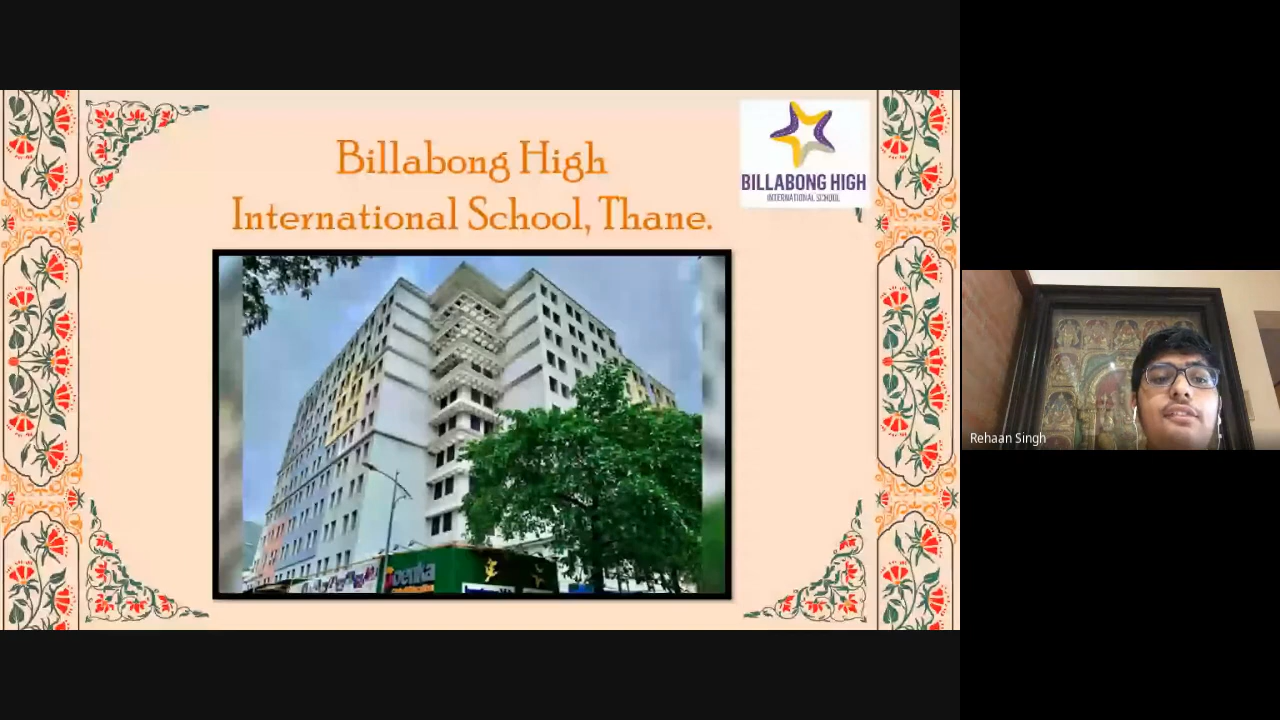 Billabong High
International School, Thane.
BILLABONG HIGH
INTERNATIONAL SCHOOL
Rehaan Singh